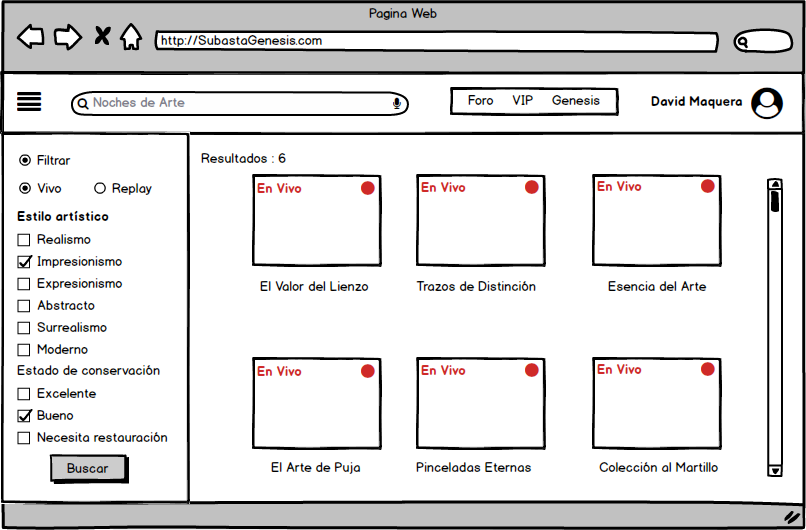 Pagina Web
http://SubastaGenesis.com
Noches de Arte
Foro VIP Genesis
David Maquera
Filtrar
Vivo Replay
Estilo artístico
Realismo
Impresionismo
Expresionismo
Abstracto
Surrealismo
Moderno
Estado de conservación
Excelente
Bueno
Necesita restauración
Buscar
Resultados : 6
En Vivo En Vivo En Vivo
El Valor del Lienzo Trazos de Distinción Esencia del Arte
En Vivo En Vivo En Vivo
El Arte de Puja Pinceladas Eternas Colección al Martillo